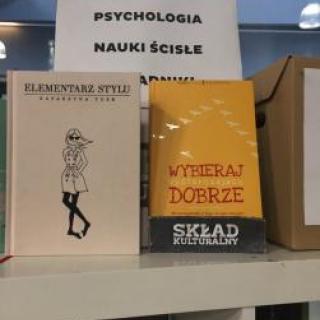 PSYCHOLOGIA
NAUKI ŚCISŁE
ELEMENTARZ STYLU
KATARZYNA TUSK
WYBIERAJ
DOBRZE
SKŁAD
KULTURALNY